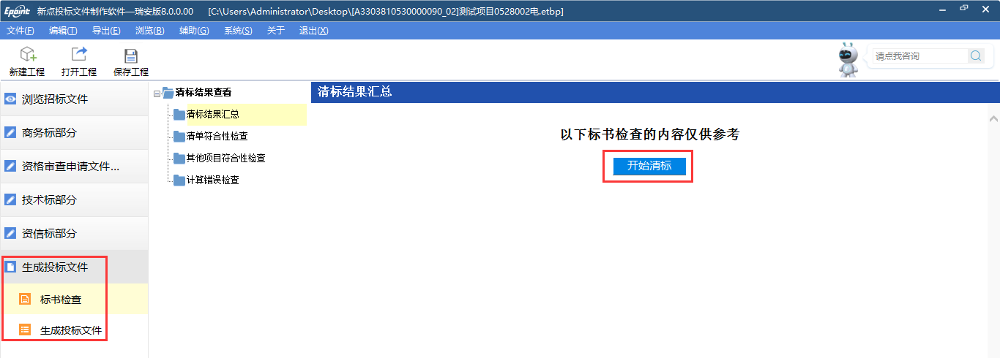 Epoint 新点投标文件制作软件—瑞安版8.0.0.00 [C:\Users\Administrator\Desktop\[A3303810530000090_02]测试项目0528002电.etbp]
文件(F) 编辑(T) 导出(E) 浏览(B) 辅助(G) 系统(S) 关于 退出(X)
新建工程 打开工程 保存工程 请点我咨询
浏览招标文件
商务标部分
资格审查申请文件...
技术标部分
资信标部分
生成投标文件
标书检查
生成投标文件
清标结果查看
清标结果汇总
清单符合性检查
其他项目符合性检查
计算错误检查
清标结果汇总
以下标书检查的内容仅供参考
开始清标